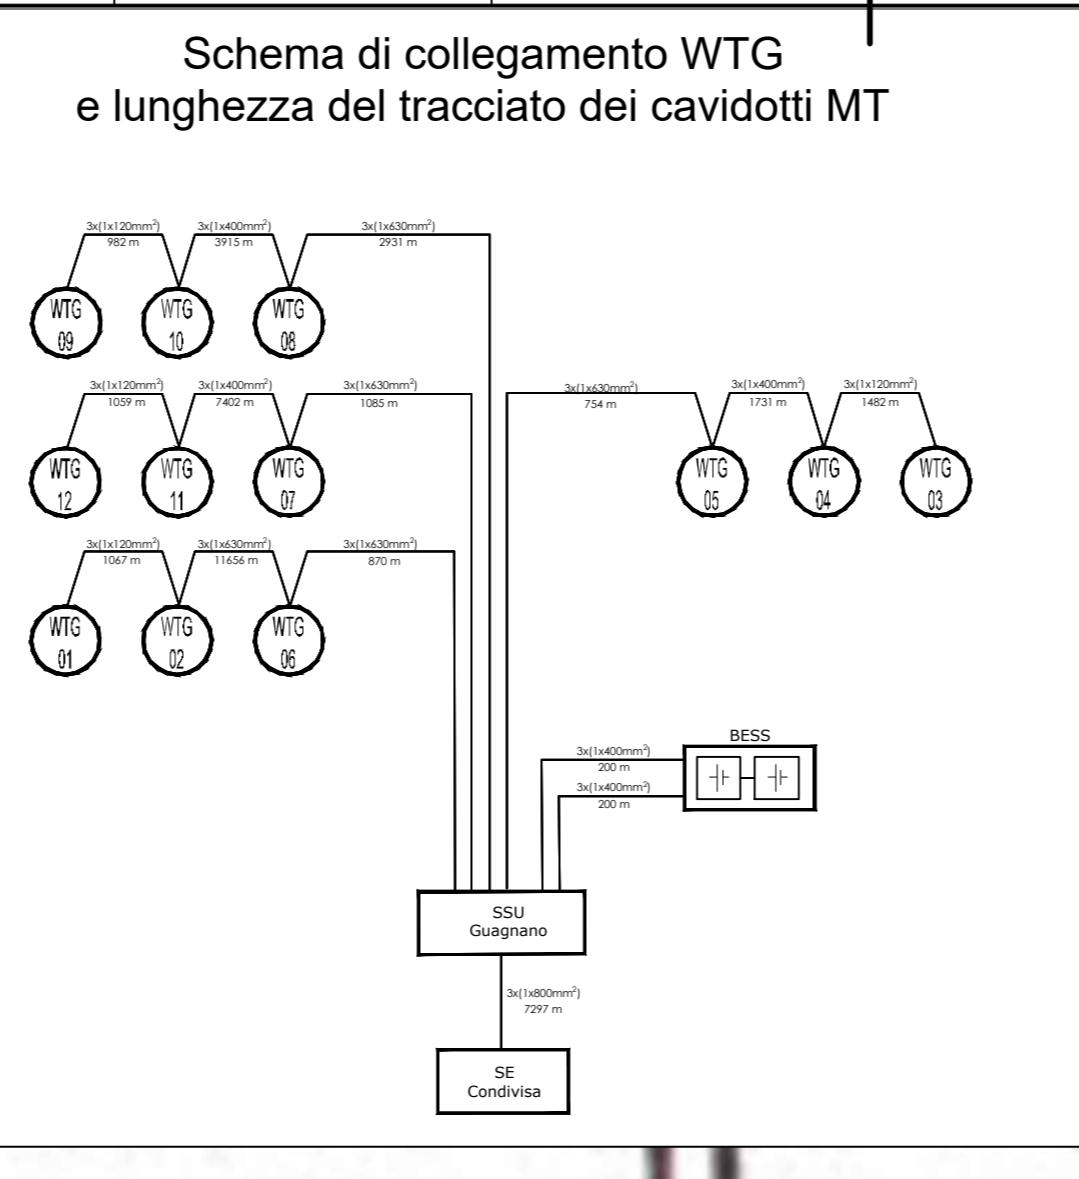 Schema di collegamento WTG
e lunghezza del tracciato dei cavidotti MT
3x(1x120mm²)
982 m
3x(1x400mm²)
3915 m
3x(1x630mm²)
2931 m
WTG
09
WTG
10
WTG
08
3x(1x120mm²)
1059 m
3x(1x400mm²)
7402 m
3x(1x630mm²)
1085 m
3x(1x630mm²)
754 m
3x(1x400mm²)
1731 m
3x(1x120mm²)
1482 m
WTG
12
WTG
11
WTG
07
WTG
05
WTG
04
WTG
03
3x(1x120mm²)
1067 m
3x(1x630mm²)
11656 m
3x(1x630mm²)
870 m
WTG
01
WTG
02
WTG
06
BESS
3x(1x400mm²)
200 m
3x(1x400mm²)
200 m
SSU
Guagnano
3x(1x800mm²)
7297 m
SE
Condivisa